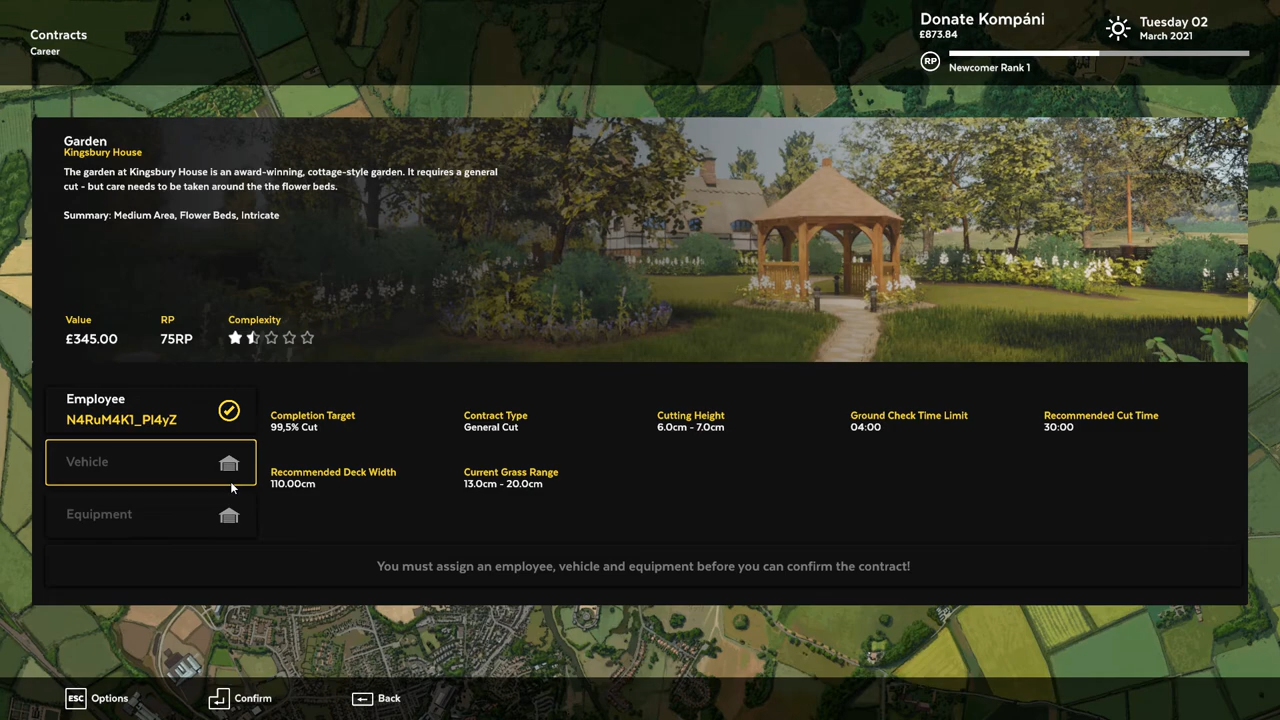 Contracts
Career
Donate Kompáni
£873.84
Tuesday 02
March 2021
RP
Newcomer Rank 1
Garden
Kingsbury House
The garden at Kingsbury House is an award-winning, cottage-style garden. It requires a general
cut - but care needs to be taken around the the flower beds.
Summary: Medium Area, Flower Beds, Intricate
Value
RP
Complexity
£345.00
75RP
Employee
N4RuM4K1_Pl4yZ
Vehicle
Equipment
Completion Target
99,5% Cut
Contract Type
General Cut
Cutting Height
6.0cm - 7.0cm
Ground Check Time Limit
04:00
Recommended Cut Time
30:00
Recommended Deck Width
110.00cm
Current Grass Range
13.0cm - 20.0cm
You must assign an employee, vehicle and equipment before you can confirm the contract!
ESC Options
Confirm
Back